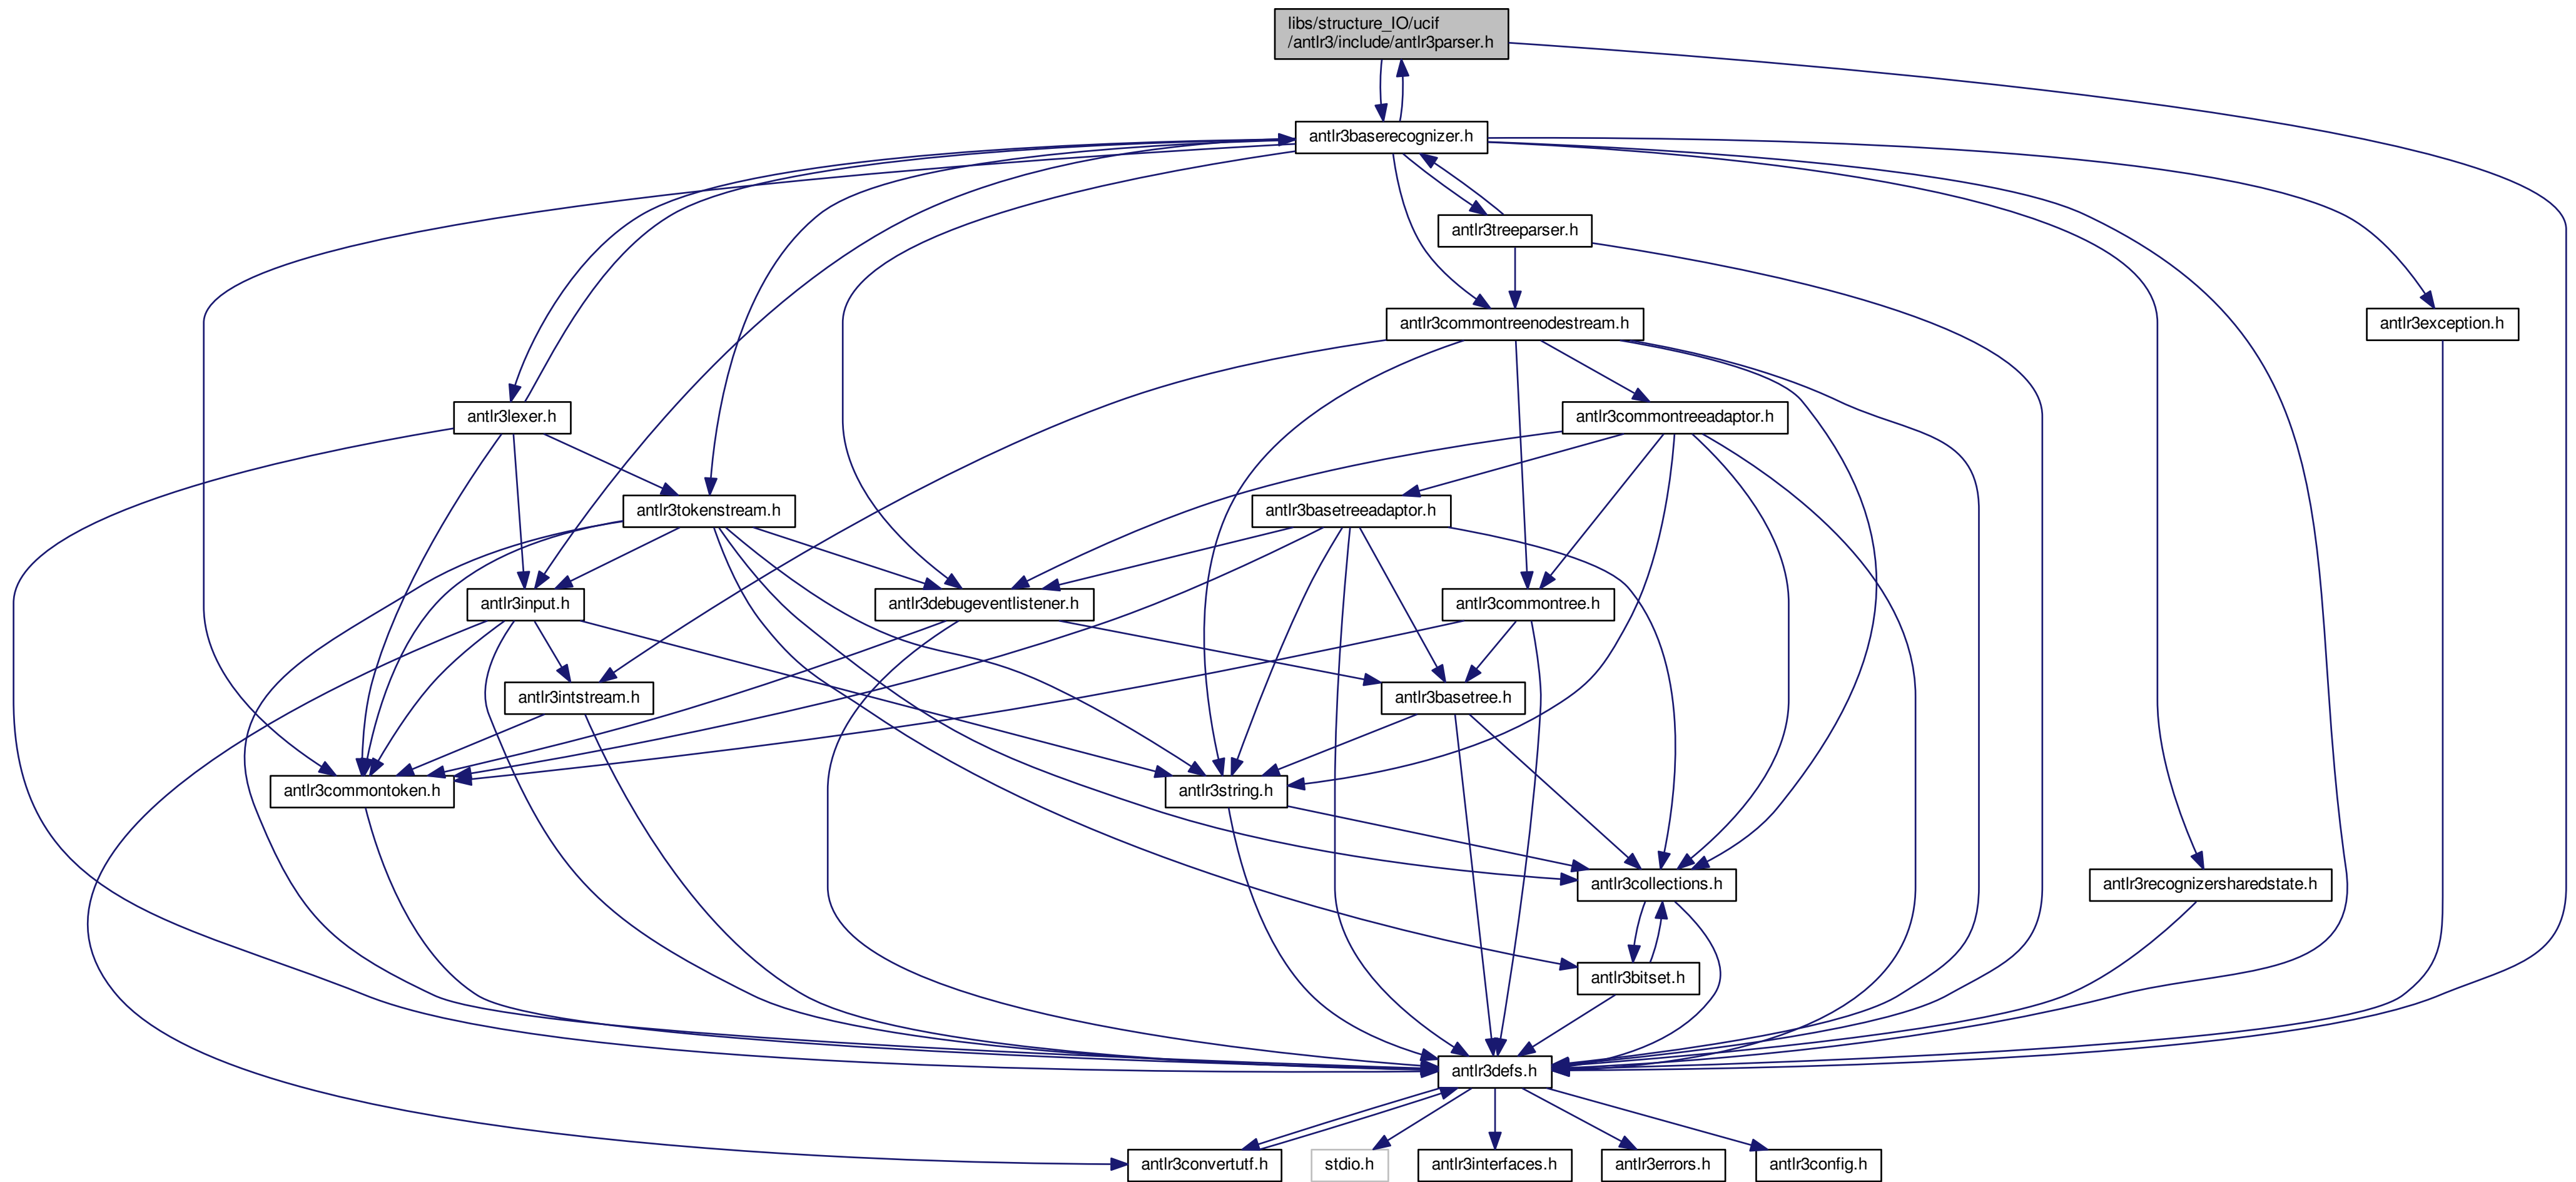 libs/structure_IO/ucif
/antlr3/include/antlr3parser.h
antlr3baserecognizer.h
antlr3treeparser.h
antlr3commontreenodestream.h
antlr3exception.h
antlr3lexer.h
antlr3commontreeadaptor.h
antlr3tokenstream.h
antlr3basetreeadaptor.h
antlr3input.h
antlr3debugeventlistener.h
antlr3commontree.h
antlr3intstream.h
antlr3basetree.h
antlr3commontoken.h
antlr3string.h
antlr3collections.h
antlr3recognizersharedstate.h
antlr3bitset.h
antlr3defs.h
antlr3convertutf.h
stdio.h
antlr3interfaces.h
antlr3errors.h
antlr3config.h